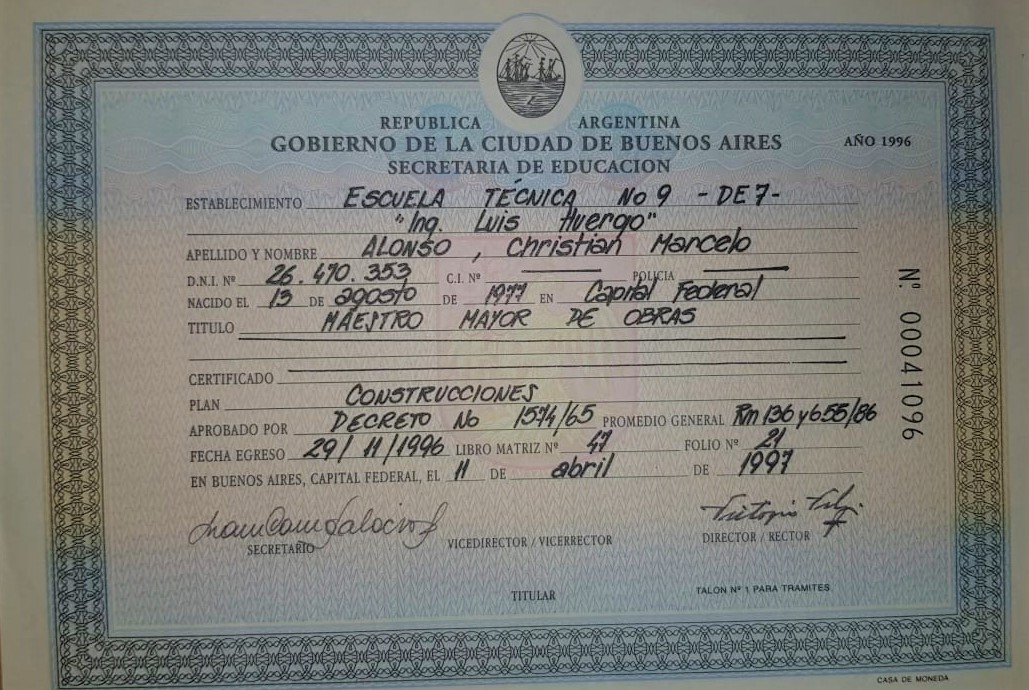 REPUBLICA ARGENTINA
GOBIERNO DE LA CIUDAD DE BUENOS AIRES
AÑO 1996
SECRETARIA DE EDUCACION
ESTABLECIMIENTO ESCUELA TÉCNICA No 9 - DE 7 -
"Ing. Luis Huergo"
APELLIDO Y NOMBRE ALONSO, Christian Marcelo
D.N.I. Nº 26.470.353 C.I. Nº POLICIA
NACIDO EL 13 DE agosto DE 1977 EN Capital Federal
TITULO MAESTRO MAYOR DE OBRAS
CERTIFICADO
PLAN CONSTRUCCIONES
APROBADO POR DECRETO No 1574/65 PROMEDIO GENERAL Rm 136 y 655/86
FECHA EGRESO 29/11/1996 LIBRO MATRIZ Nº 47 FOLIO Nº 21
EN BUENOS AIRES, CAPITAL FEDERAL, EL 11 DE abril DE 1997
SECRETARIO VICEDIRECTOR / VICERRECTOR DIRECTOR / RECTOR
TITULAR
TALON Nº 1 PARA TRAMITES
Nº 00041096
CASA DE MONEDA